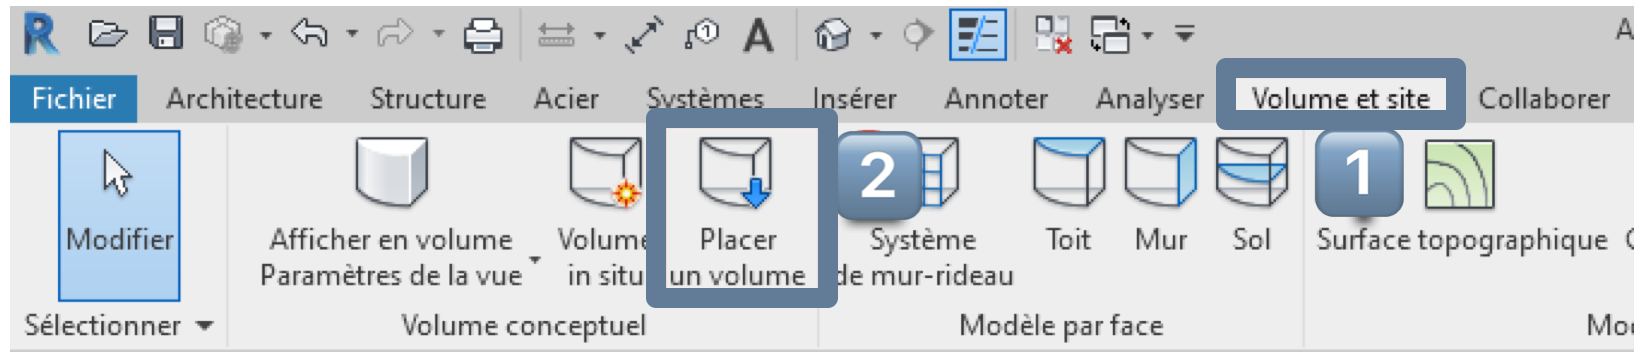 A
Fichier Architecture Structure Acier Systèmes Insérer Annoter Analyser Volume et site Collaborer
2 1
Modifier Afficher en volume Volume Placer Système Toit Mur Sol Surface topographique
Paramètres de la vue in situ un volume de mur-rideau
Sélectionner Volume conceptuel Modèle par face